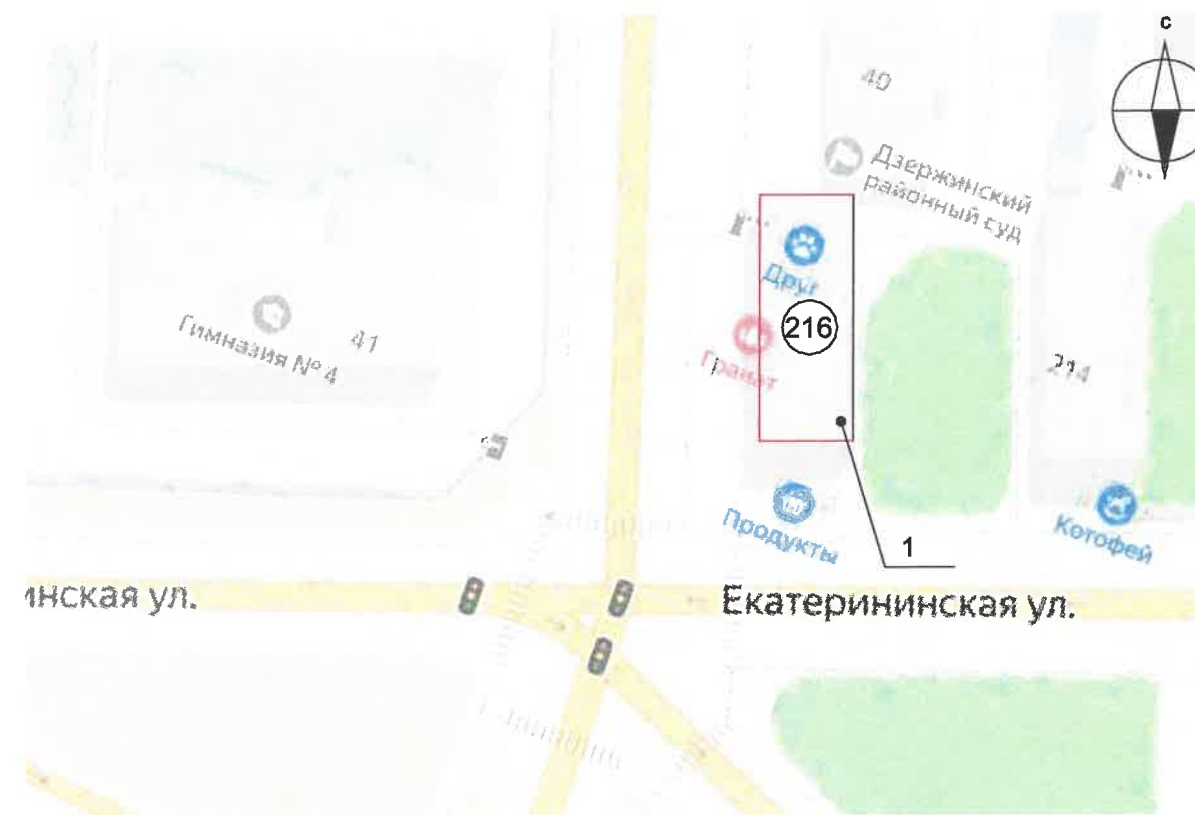 с
40
Дзержинский
районный суд
Друг
216
Гранат
Гимназия № 4
41
214
Продукты
Котофей
1
инская ул.
Екатерининская ул.